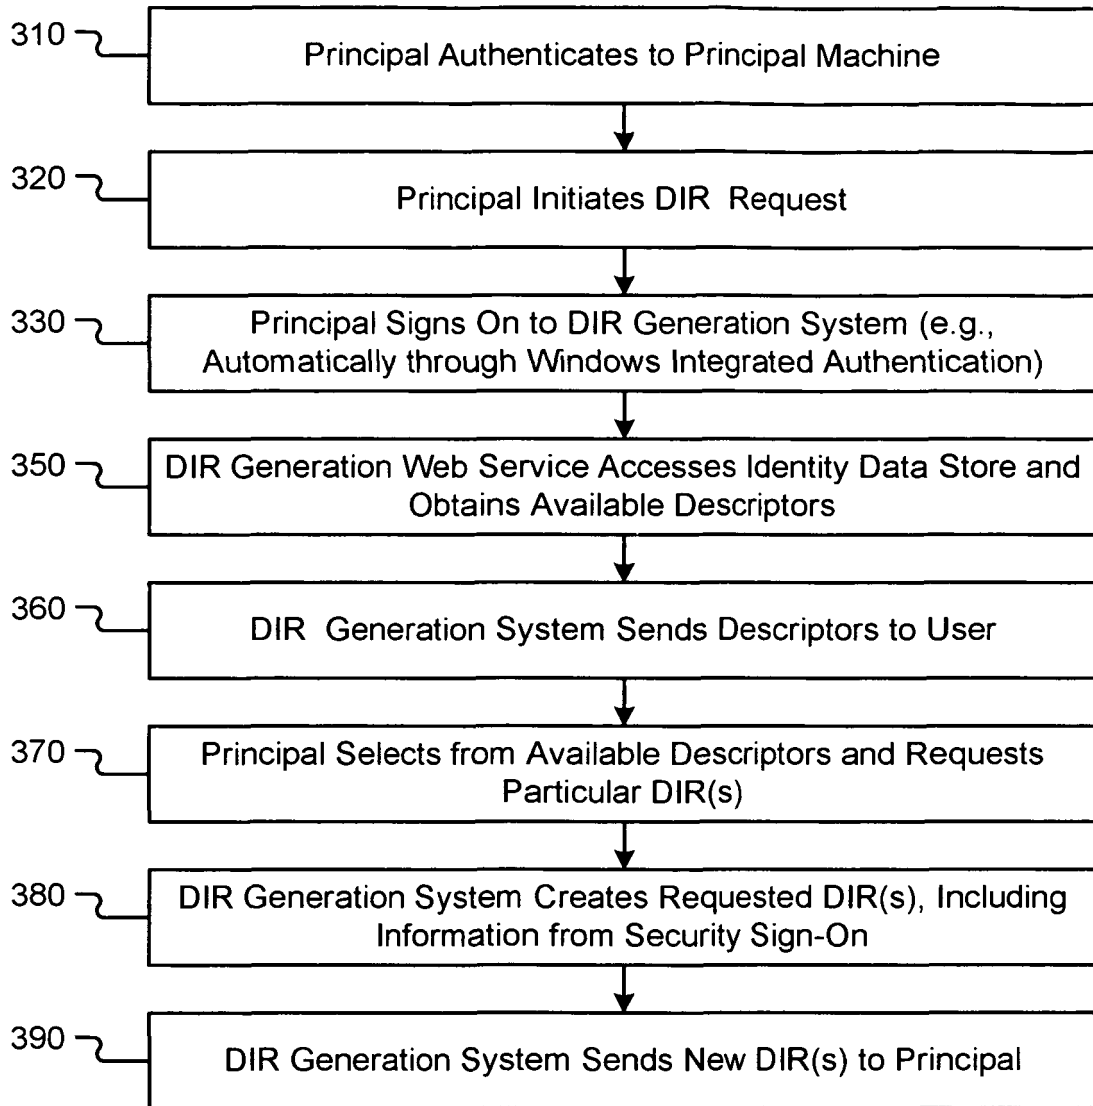 310
Principal Authenticates to Principal Machine
320
Principal Initiates DIR Request
330
Principal Signs On to DIR Generation System (e.g.,
Automatically through Windows Integrated Authentication)
350
DIR Generation Web Service Accesses Identity Data Store and
Obtains Available Descriptors
360
DIR Generation System Sends Descriptors to User
370
Principal Selects from Available Descriptors and Requests
Particular DIR(s)
380
DIR Generation System Creates Requested DIR(s), Including
Information from Security Sign-On
390
DIR Generation System Sends New DIR(s) to Principal